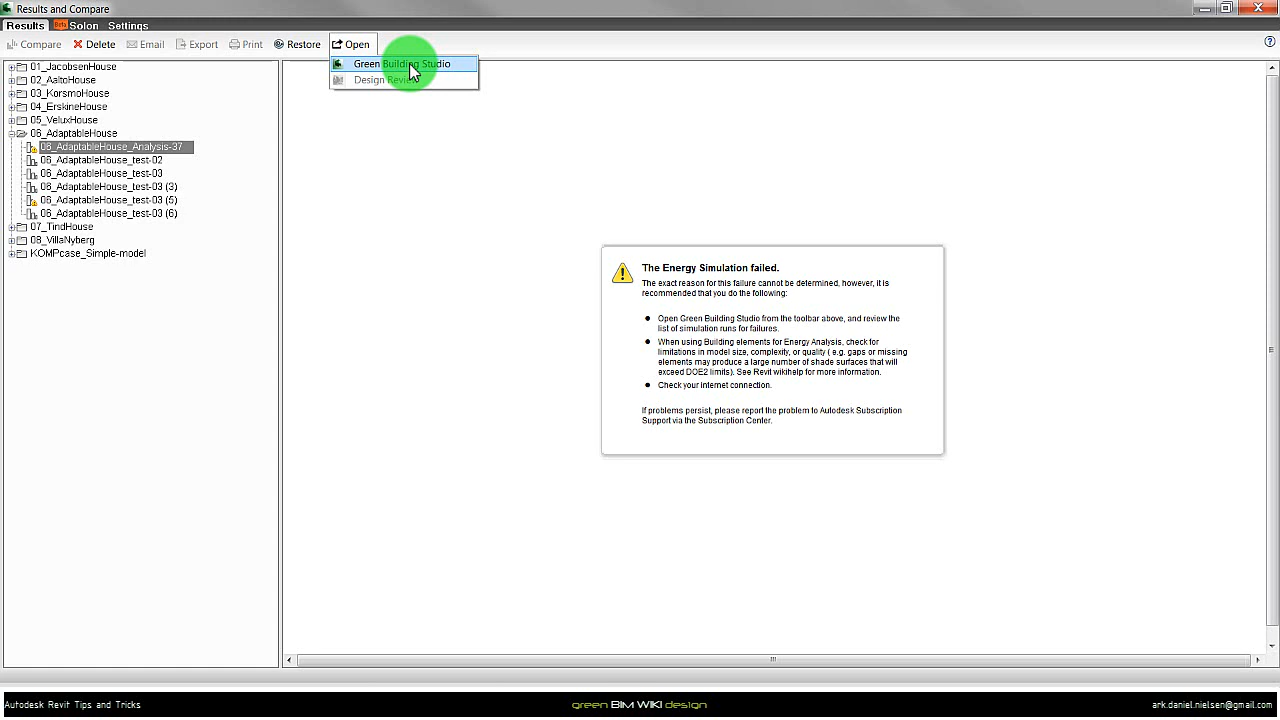 Results and Compare
Results Beta Solon Settings
Compare Delete Email Export Print Restore Open
Green Building Studio
Design Review
01_JacobsenHouse
02_AaltoHouse
03_KorsmoHouse
04_ErskineHouse
05_VeluxHouse
06_AdaptableHouse
06_AdaptableHouse_Analysis-37
06_AdaptableHouse_test-02
06_AdaptableHouse_test-03
06_AdaptableHouse_test-03 (3)
06_AdaptableHouse_test-03 (5)
06_AdaptableHouse_test-03 (6)
07_TindHouse
08_VillaNyberg
KOMPcase_Simple-model
The Energy Simulation failed.
The exact reason for this failure cannot be determined, however, it is
recommended that you do the following:
Open Green Building Studio from the toolbar above, and review the
list of simulation runs for failures.
When using Building elements for Energy Analysis, check for
limitations in model size, complexity, or quality ( e.g. gaps or missing
elements may produce a large number of shade surfaces that will
exceed DOE2 limits). See Revit wikihelp for more information.
Check your internet connection.
If problems persist, please report the problem to Autodesk Subscription
Support via the Subscription Center.
Autodesk Revit Tips and Tricks
green BIM WIKI design
ark.daniel.nielsen@gmail.com